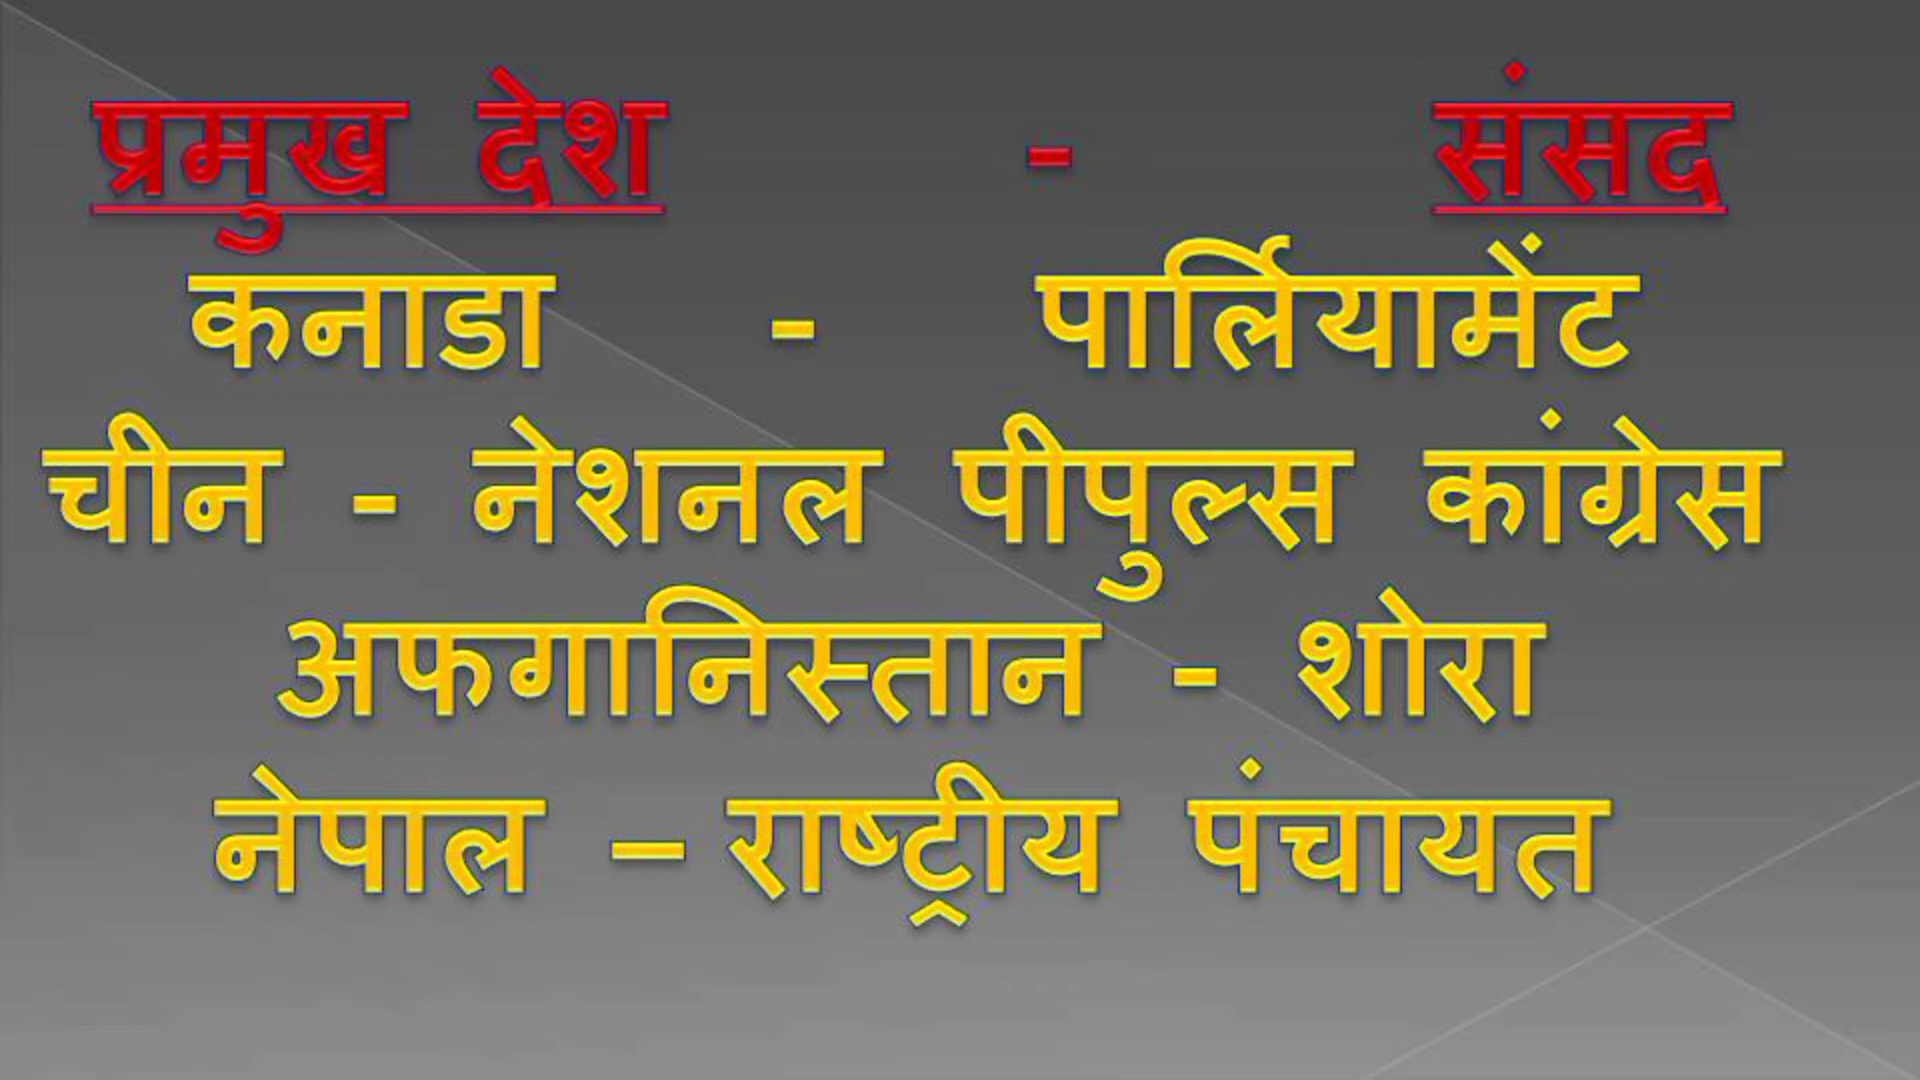 प्रमुख देश - संसद
कनाडा - पार्लियामेंट
चीन - नेशनल पीपुल्स कांग्रेस
अफगानिस्तान - शोरा
नेपाल – राष्ट्रीय पंचायत